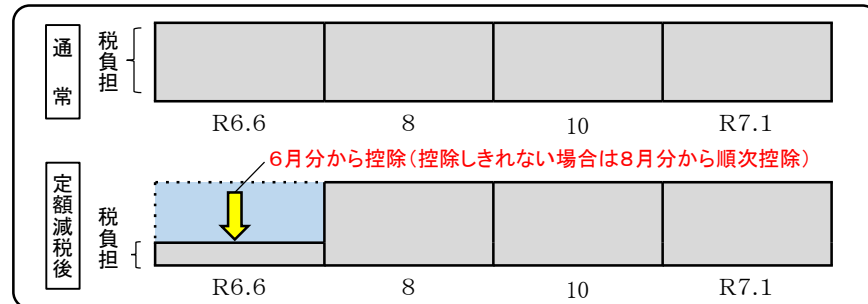 通常
税負担
R6.6 8 10 R7.1
6月分から控除（控除しきれない場合は8月分から順次控除）
定額減税後
税負担
R6.6 8 10 R7.1